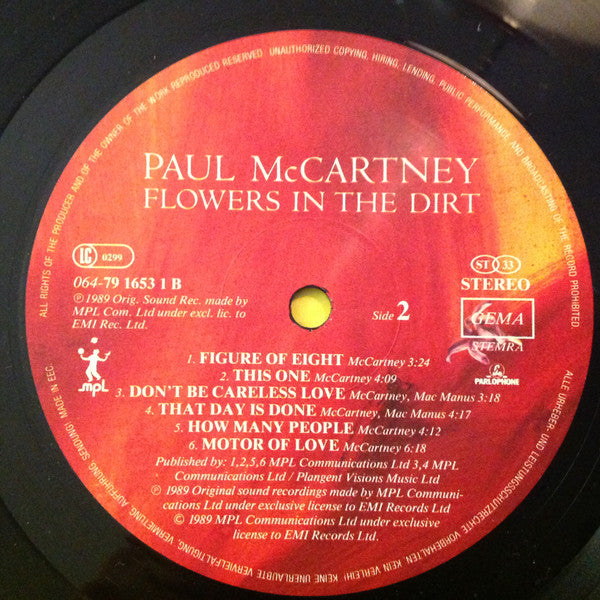 ALL RIGHTS OF THE PRODUCER AND OF THE OWNER OF THE WORK REPRODUCED RESERVED. UNAUTHORIZED COPYING, HIRING, LENDING, PUBLIC PERFORMANCE AND BROADCASTING OF THE RECORD PROHIBITED.
PAUL McCARTNEY
FLOWERS IN THE DIRT
LC 0299
064-79 1653 1 B
℗ 1989 Orig. Sound Rec. made by
MPL Com. Ltd under excl. lic. to
EMI Rec. Ltd.
Side 2
ST 33
STEREO
GEMA
STEMRA
mpl
PARLOPHONE
1. FIGURE OF EIGHT McCartney 3:24
2. THIS ONE McCartney 4:09
3. DON'T BE CARELESS LOVE McCartney, Mac Manus 3:18
4. THAT DAY IS DONE McCartney, Mac Manus 4:17
5. HOW MANY PEOPLE McCartney 4:12
6. MOTOR OF LOVE McCartney 6:18
Published by: 1,2,5,6 MPL Communications Ltd 3,4 MPL
Communications Ltd / Plangent Visions Music Ltd
℗ 1989 Original sound recordings made by MPL Communi-
cations Ltd under exclusive license to EMI Records Ltd
© 1989 MPL Communications Ltd under exclusive license
to EMI Records Ltd.
ALLE URHEBER- UND LEISTUNGSSCHUTZRECHTE VORBEHALTEN. KEIN VERLEIH! KEINE UNERLAUBTE VERVIELFÄLTIGUNG, VERMIETUNG, AUFFÜHRUNG, SENDUNG! MADE IN EEC.